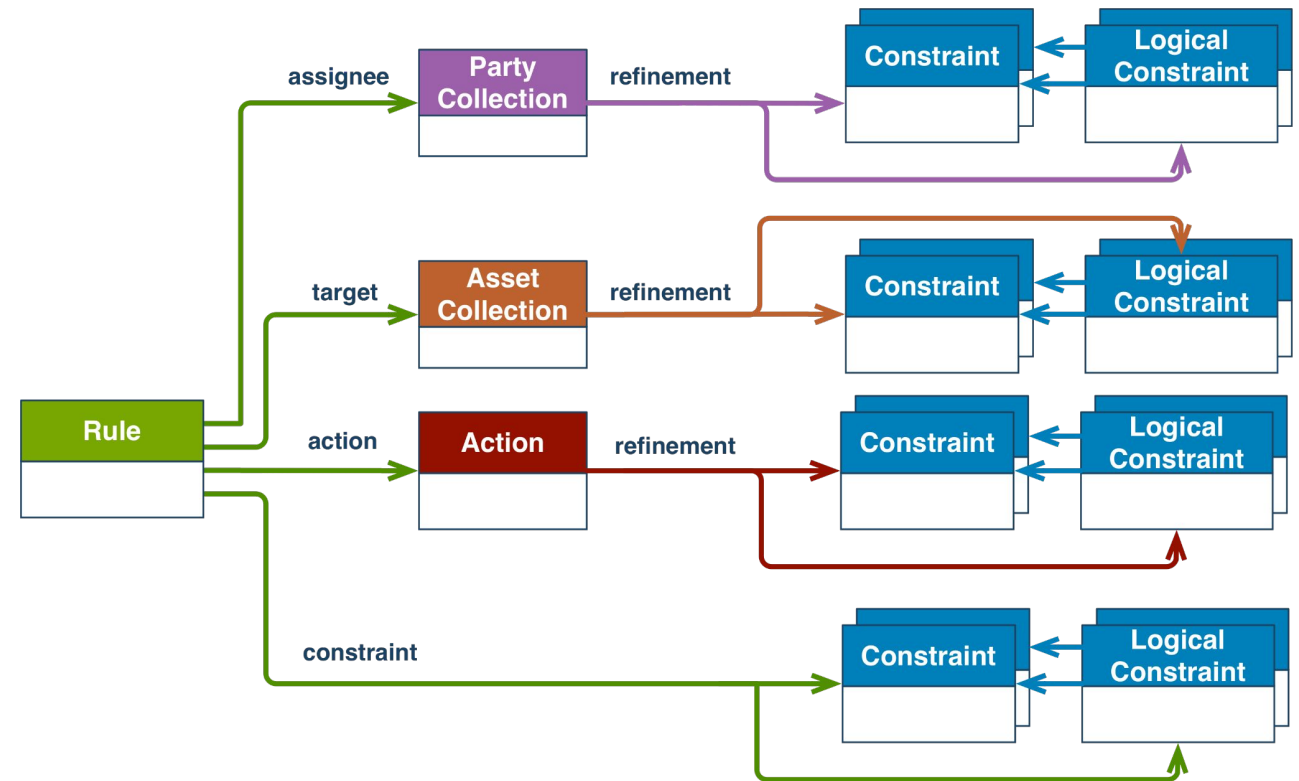 assignee
Party
Collection
refinement
Constraint
Logical
Constraint
target
Asset
Collection
refinement
Constraint
Logical
Constraint
Rule
action
Action
refinement
Constraint
Logical
Constraint
constraint
Constraint
Logical
Constraint